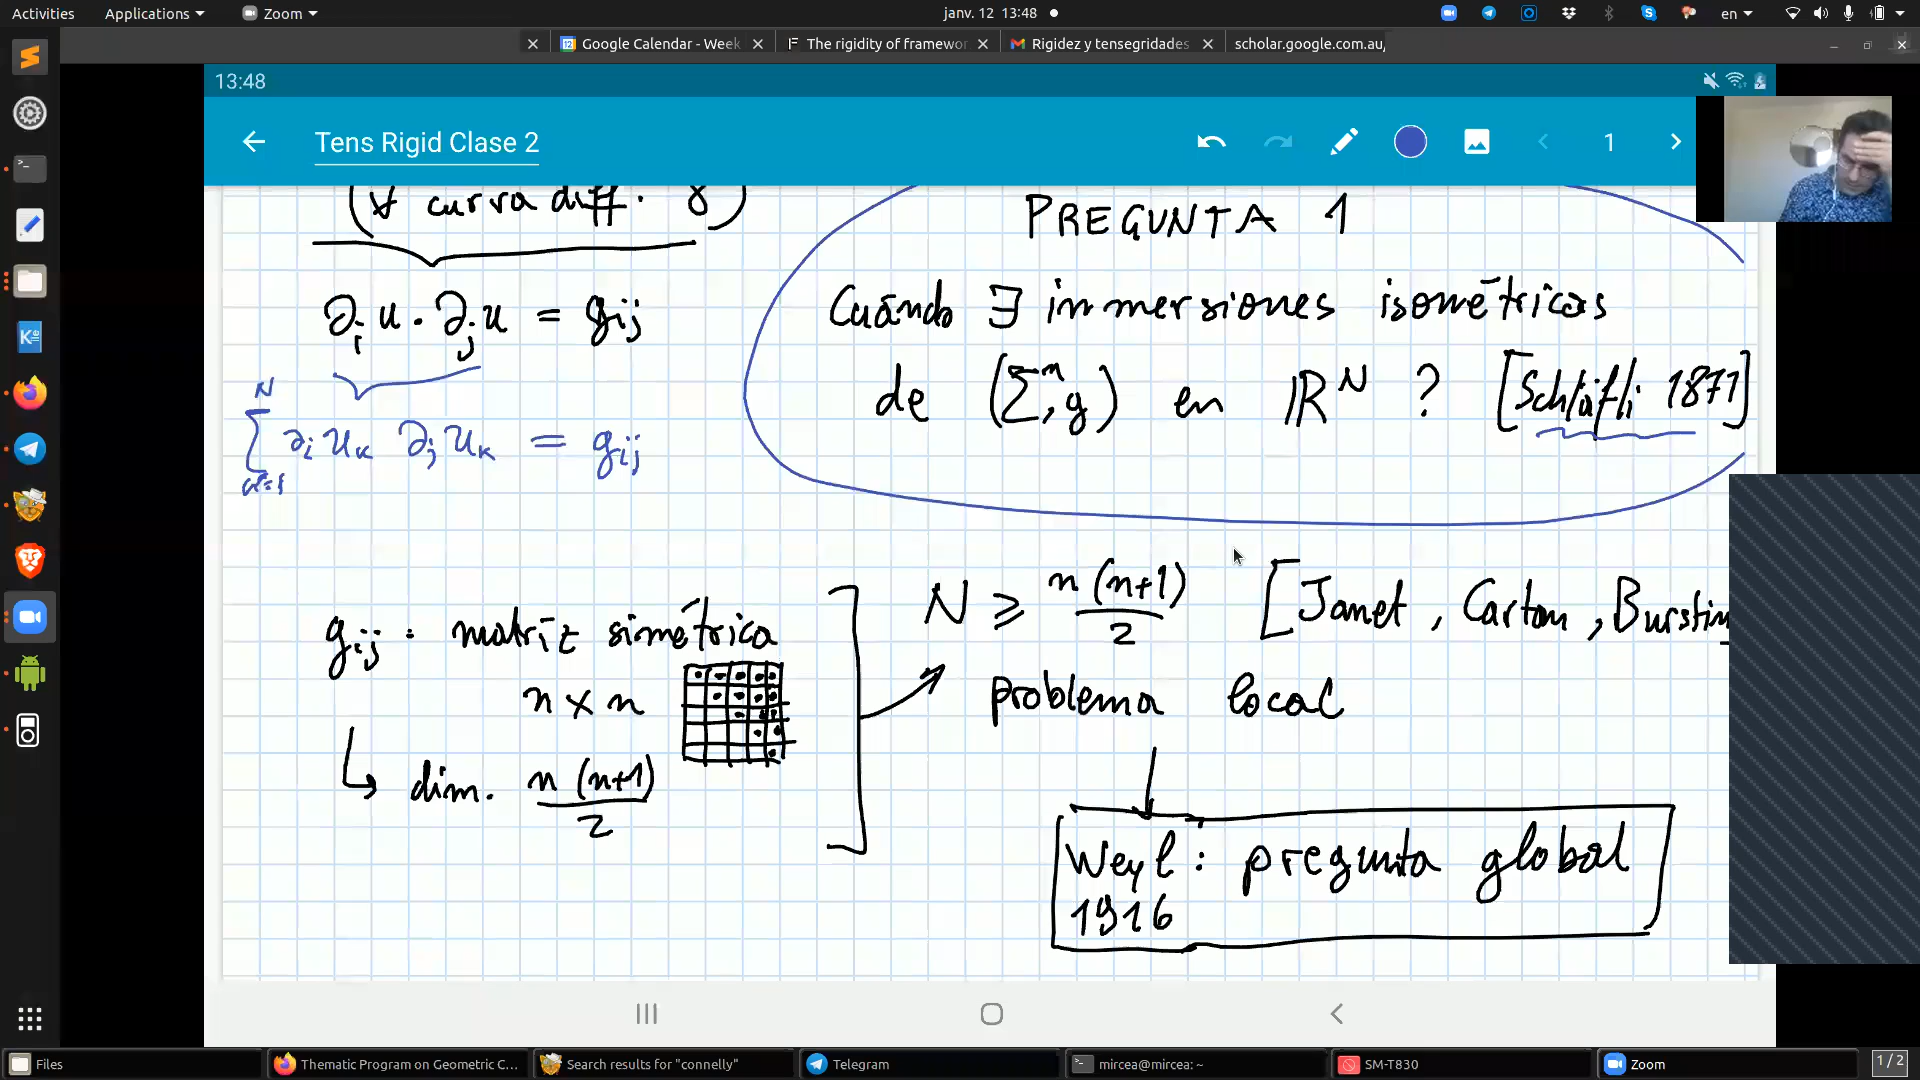 Activities Applications Zoom janv. 12 13:48 en
Google Calendar - Week The rigidity of framewor Rigidez y tensegridades scholar.google.com.au,
13:48
Tens Rigid Clase 2 1
(∀ curva diff. γ)
∂i u · ∂j u = gij
N
∑ ∂i uκ ∂j uκ = gij
PREGUNTA 1
Cuándo ∃ inmersiones isométricas
de (Σⁿ, g) en ℝᴺ ? [Schläfli 1871]
gij : matriz simétrica
n × n
↳ dim. n(n+1)/2
N ⩾ n(n+1)/2 [Janet, Cartan, Burstin
problema local
Weyl: pregunta global
1916
Files Thematic Program on Geometric C... Search results for "connelly" Telegram mircea@mircea: ~ SM-T830 Zoom 1 / 2